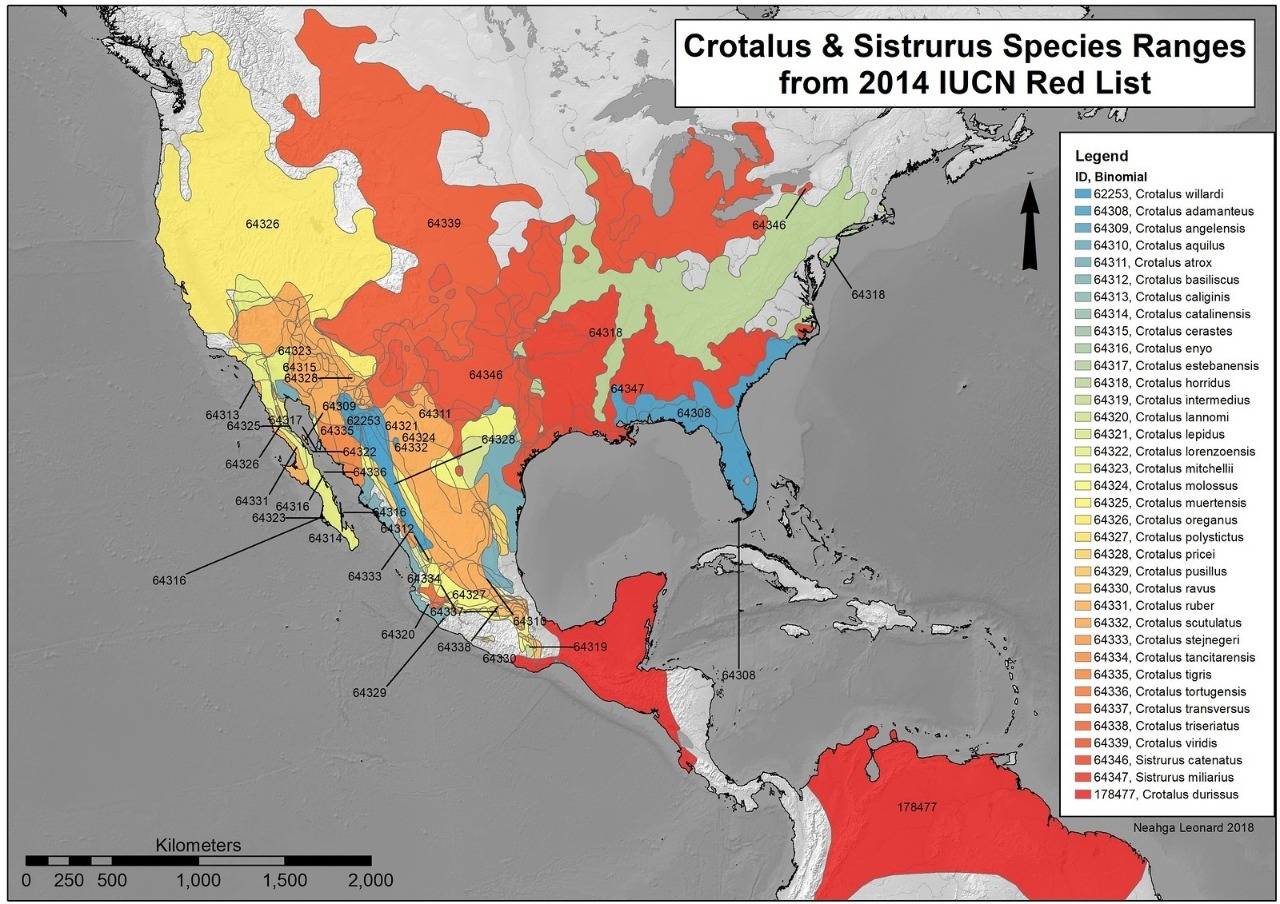 Crotalus & Sistrurus Species Ranges
from 2014 IUCN Red List
Legend
ID, Binomial
62253, Crotalus willardi
64308, Crotalus adamanteus
64309, Crotalus angelensis
64310, Crotalus aquilus
64311, Crotalus atrox
64312, Crotalus basiliscus
64313, Crotalus caliginis
64314, Crotalus catalinensis
64315, Crotalus cerastes
64316, Crotalus enyo
64317, Crotalus estebanensis
64318, Crotalus horridus
64319, Crotalus intermedius
64320, Crotalus lannomi
64321, Crotalus lepidus
64322, Crotalus lorenzoensis
64323, Crotalus mitchellii
64324, Crotalus molossus
64325, Crotalus muertensis
64326, Crotalus oreganus
64327, Crotalus polystictus
64328, Crotalus pricei
64329, Crotalus pusillus
64330, Crotalus ravus
64331, Crotalus ruber
64332, Crotalus scutulatus
64333, Crotalus stejnegeri
64334, Crotalus tancitarensis
64335, Crotalus tigris
64336, Crotalus tortugensis
64337, Crotalus transversus
64338, Crotalus triseriatus
64339, Crotalus viridis
64346, Sistrurus catenatus
64347, Sistrurus miliarius
178477, Crotalus durissus
Neahga Leonard 2018
64326
64339
64346
64318
64318
64323
64315
64328
64346
64347
64308
64313
64325
64317
64309
64335
62253
64311
64321
64324
64332
64328
64322
64326
64336
64331
64316
64323
64316
64314
64312
64316
64333
64334
64327
64337
64310
64320
64338
64330
64319
64329
64308
178477
Kilometers
0 250 500 1,000 1,500 2,000